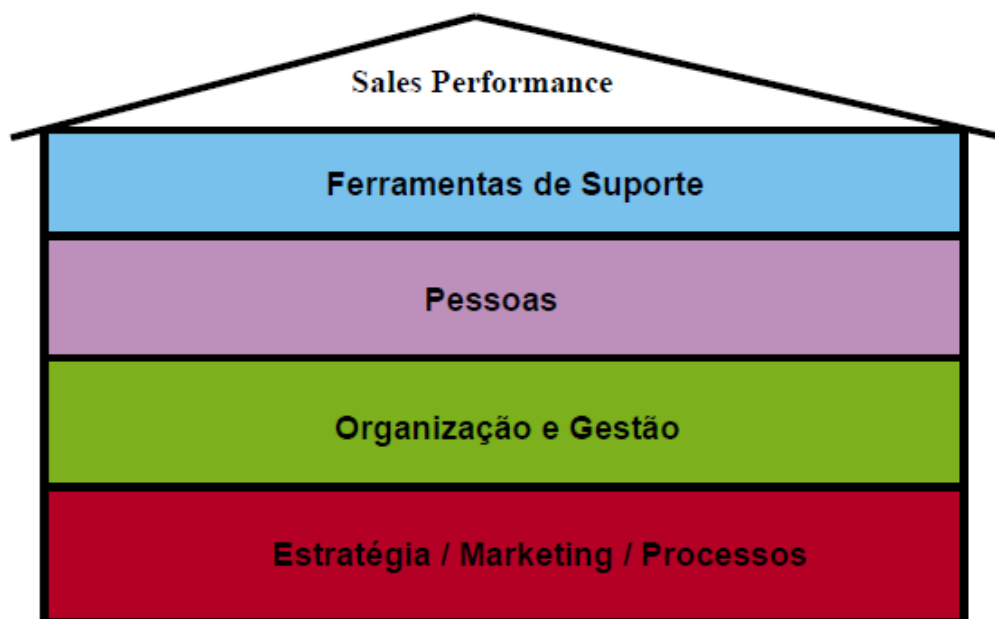 Sales Performance
Ferramentas de Suporte
Pessoas
Organização e Gestão
Estratégia / Marketing / Processos